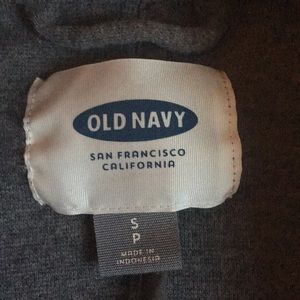 OLD NAVY
SAN FRANCISCO
CALIFORNIA
S
P
MADE IN
INDONESIA